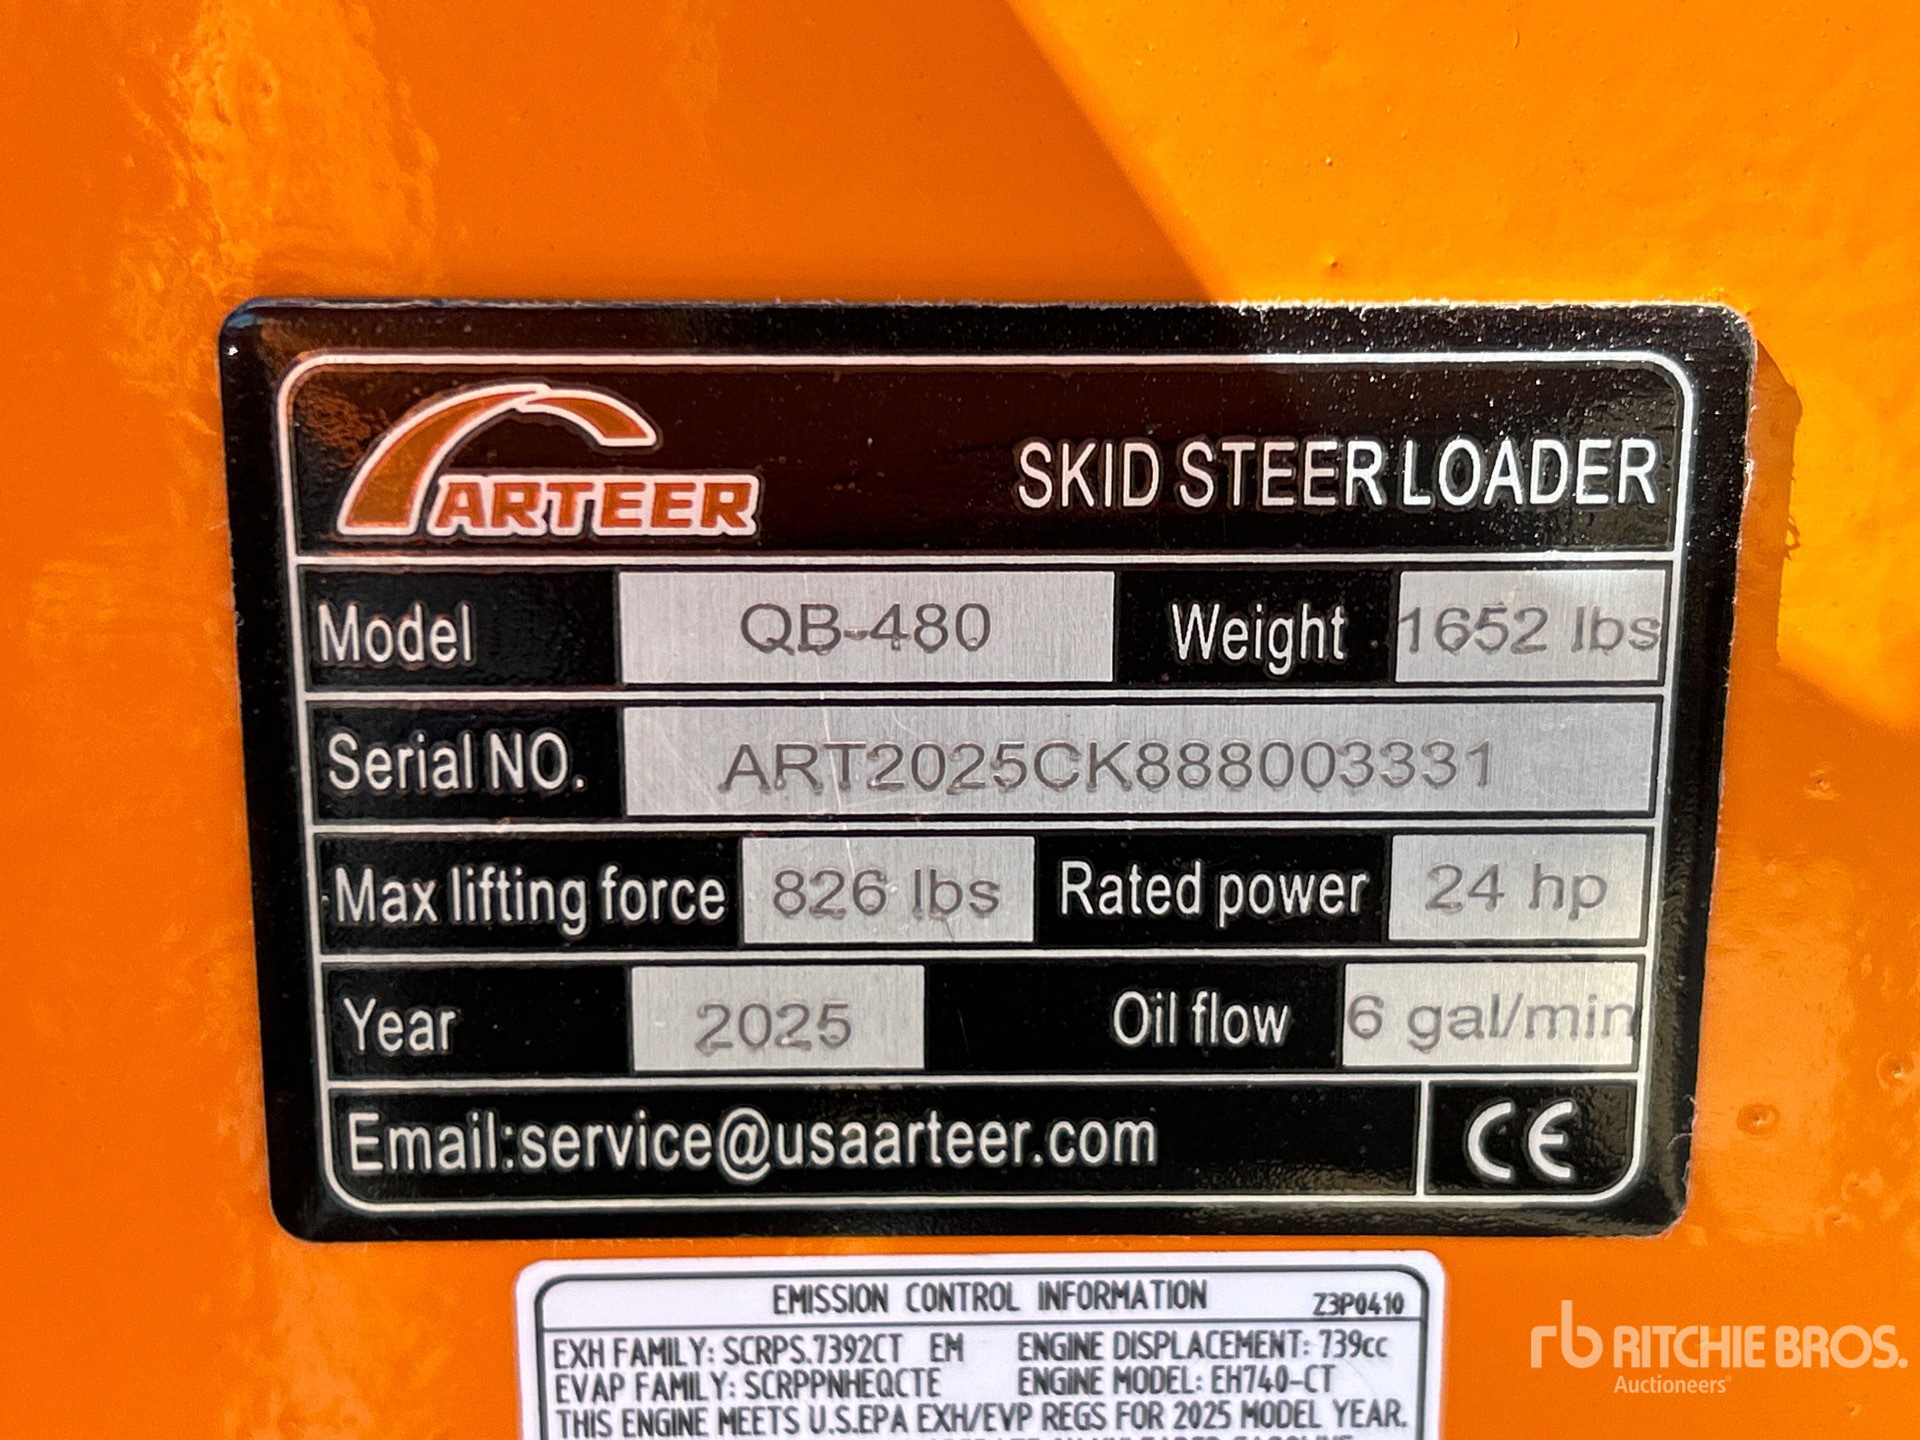 ARTEER
SKID STEER LOADER
Model QB-480 Weight 1652 lbs
Serial NO. ART2025CK888003331
Max lifting force 826 lbs Rated power 24 hp
Year 2025 Oil flow 6 gal/min
Email:service@usaarteer.com CE
EMISSION CONTROL INFORMATION Z3P0410
EXH FAMILY: SCRPS.7392CT EM ENGINE DISPLACEMENT: 739cc
EVAP FAMILY: SCRPPNHEQCTE ENGINE MODEL: EH740-CT
THIS ENGINE MEETS U.S.EPA EXH/EVP REGS FOR 2025 MODEL YEAR.
rb RITCHIE BROS.
Auctioneers